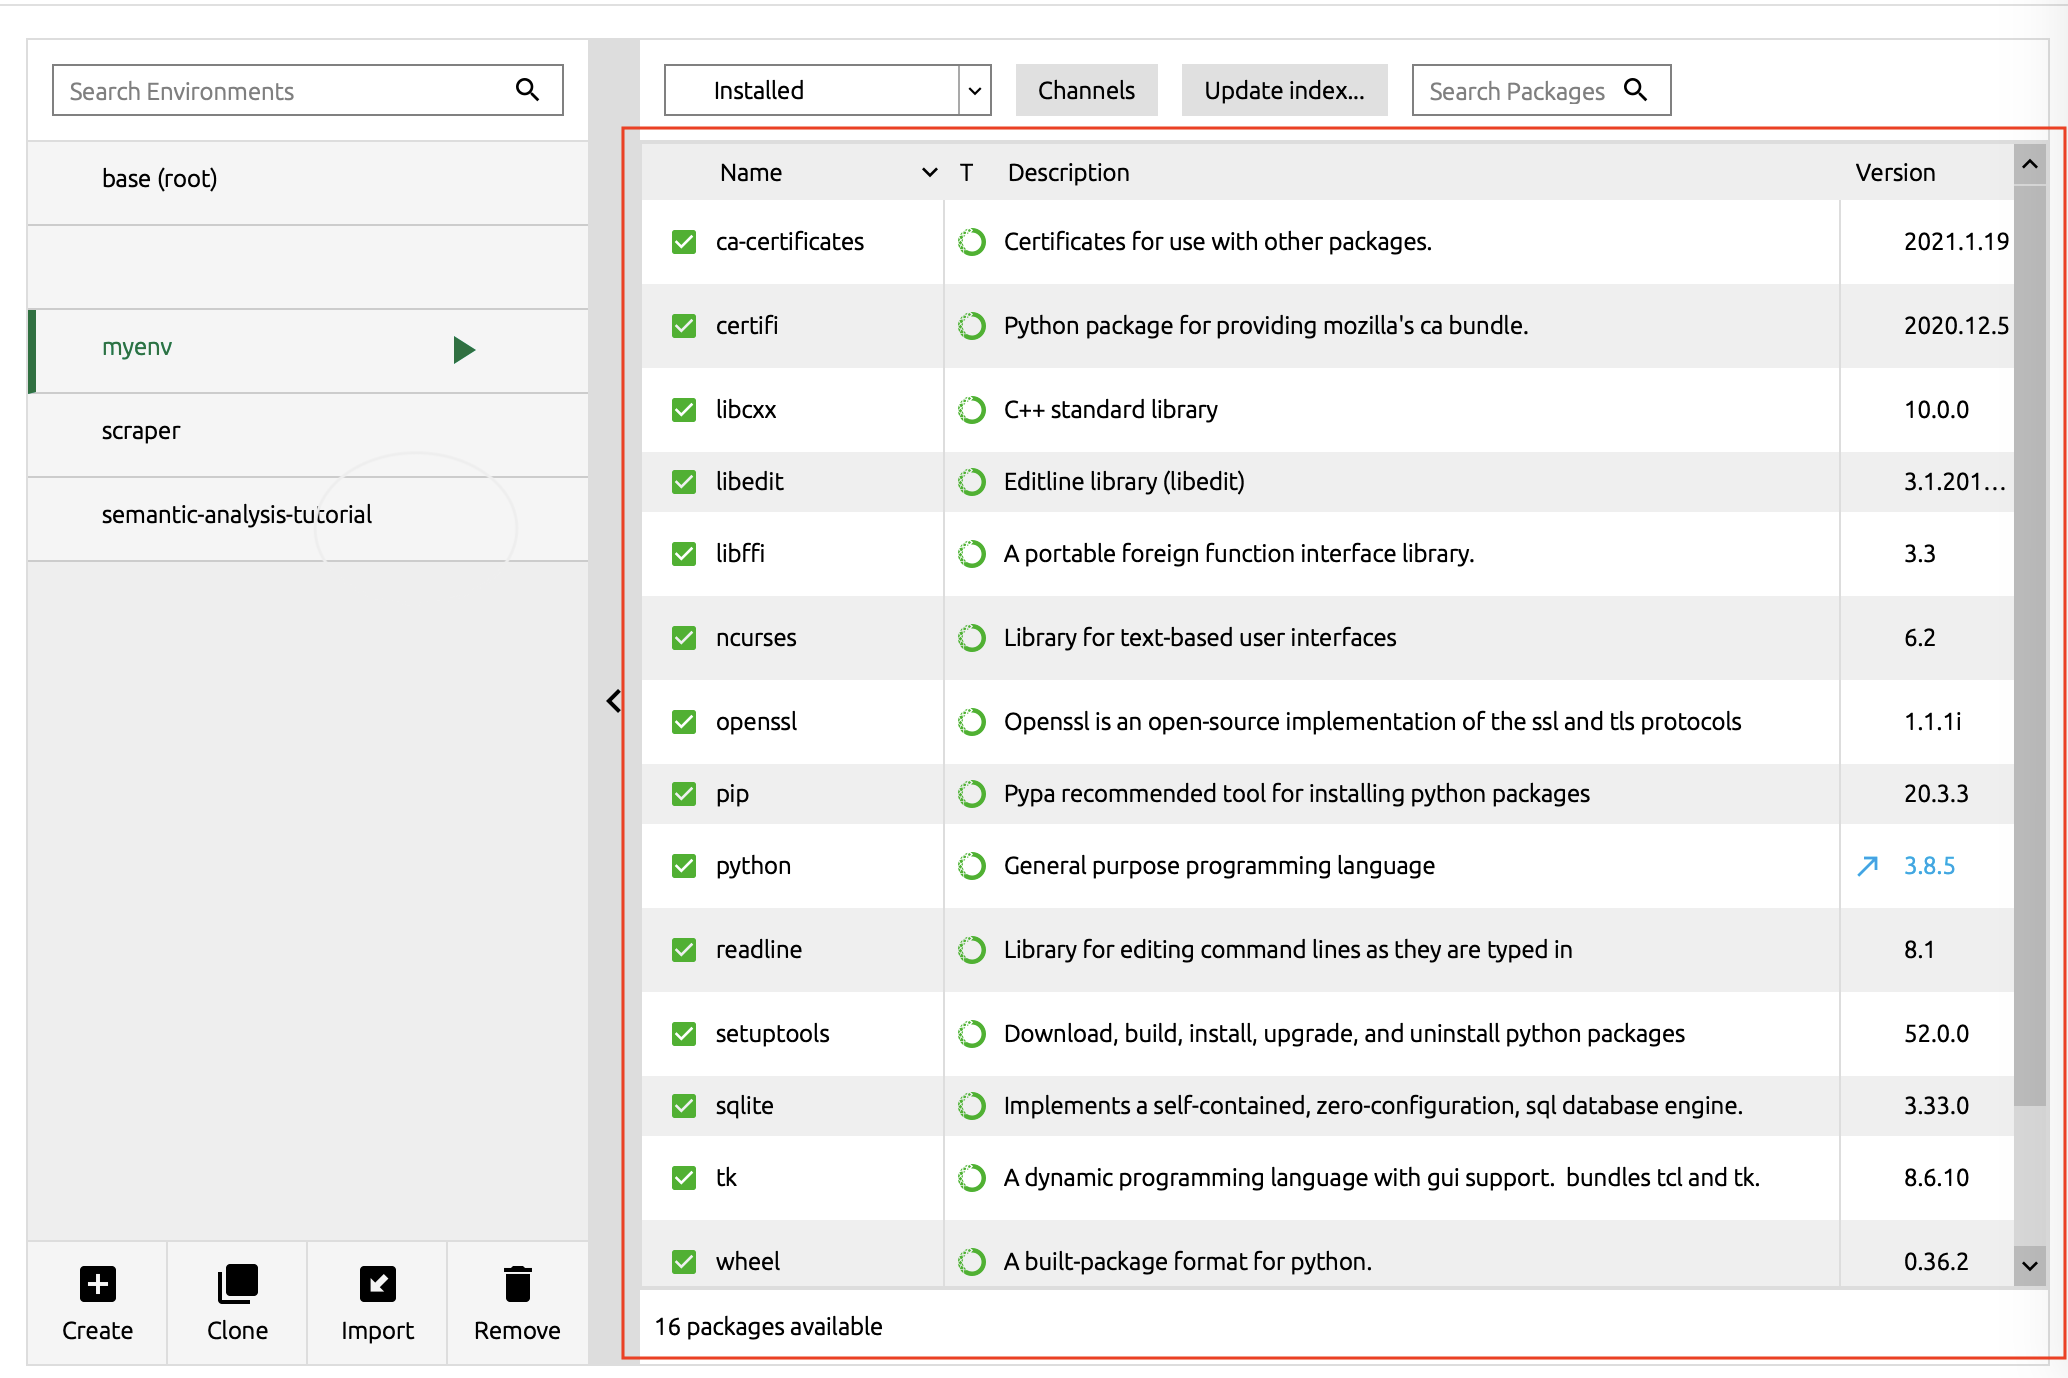 Search Environments
base (root)
myenv
scraper
semantic-analysis-tutorial
Create Clone Import Remove
Installed Channels Update index... Search Packages
Name T Description Version
ca-certificates Certificates for use with other packages. 2021.1.19
certifi Python package for providing mozilla's ca bundle. 2020.12.5
libcxx C++ standard library 10.0.0
libedit Editline library (libedit) 3.1.201...
libffi A portable foreign function interface library. 3.3
ncurses Library for text-based user interfaces 6.2
openssl Openssl is an open-source implementation of the ssl and tls protocols 1.1.1i
pip Pypa recommended tool for installing python packages 20.3.3
python General purpose programming language 3.8.5
readline Library for editing command lines as they are typed in 8.1
setuptools Download, build, install, upgrade, and uninstall python packages 52.0.0
sqlite Implements a self-contained, zero-configuration, sql database engine. 3.33.0
tk A dynamic programming language with gui support.  bundles tcl and tk. 8.6.10
wheel A built-package format for python. 0.36.2
16 packages available